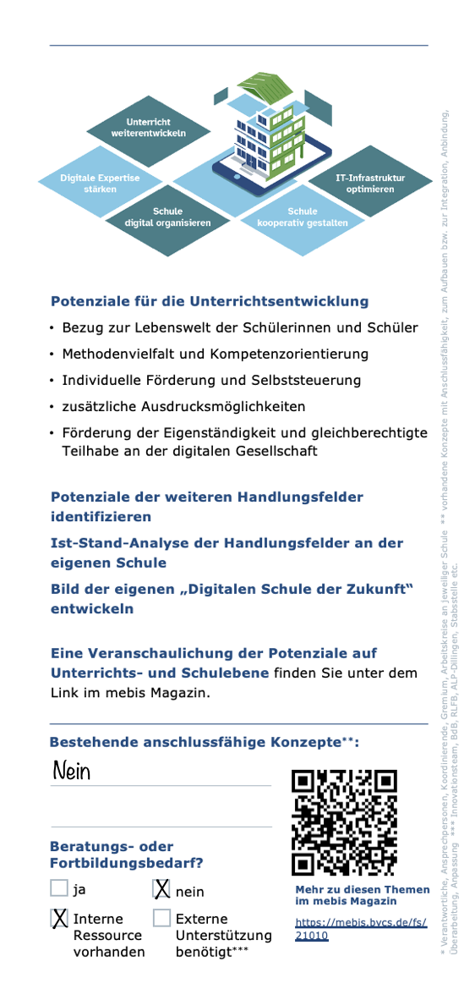 Unterricht
weiterentwickeln
Digitale Expertise
stärken
IT-Infrastruktur
optimieren
Schule
digital organisieren
Schule
kooperativ gestalten
Potenziale für die Unterrichtsentwicklung
• Bezug zur Lebenswelt der Schülerinnen und Schüler
• Methodenvielfalt und Kompetenzorientierung
• Individuelle Förderung und Selbststeuerung
• zusätzliche Ausdrucksmöglichkeiten
• Förderung der Eigenständigkeit und gleichberechtigte
Teilhabe an der digitalen Gesellschaft
Potenziale der weiteren Handlungsfelder
identifizieren
Ist-Stand-Analyse der Handlungsfelder an der
eigenen Schule
Bild der eigenen „Digitalen Schule der Zukunft“
entwickeln
Eine Veranschaulichung der Potenziale auf
Unterrichts- und Schulebene finden Sie unter dem
Link im mebis Magazin.
Bestehende anschlussfähige Konzepte**:
Nein
Beratungs- oder
Fortbildungsbedarf?
ja
X nein
X Interne
Ressource
vorhanden
Externe
Unterstützung
benötigt***
Mehr zu diesen Themen
im mebis Magazin
https://mebis.bycs.de/fs/
21010
* Verantwortliche, Ansprechpersonen, Koordinierende, Gremium, Arbeitskreise an jeweiliger Schule ** vorhandene Konzepte mit Anschlussfähigkeit, zum Aufbauen bzw. zur Integration, Anbindung,
Überarbeitung, Anpassung *** Innovationsteam, BdB, RLFB, ALP-Dillingen, Stabsstelle etc.